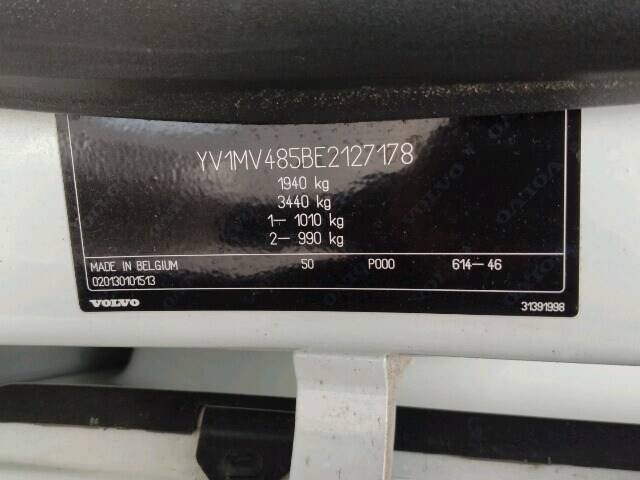 YV1MV485BE2127178
1940 kg
3440 kg
1— 1010 kg
2— 990 kg
MADE IN BELGIUM 50 P000 614—46
020130101513
VOLVO 31391998